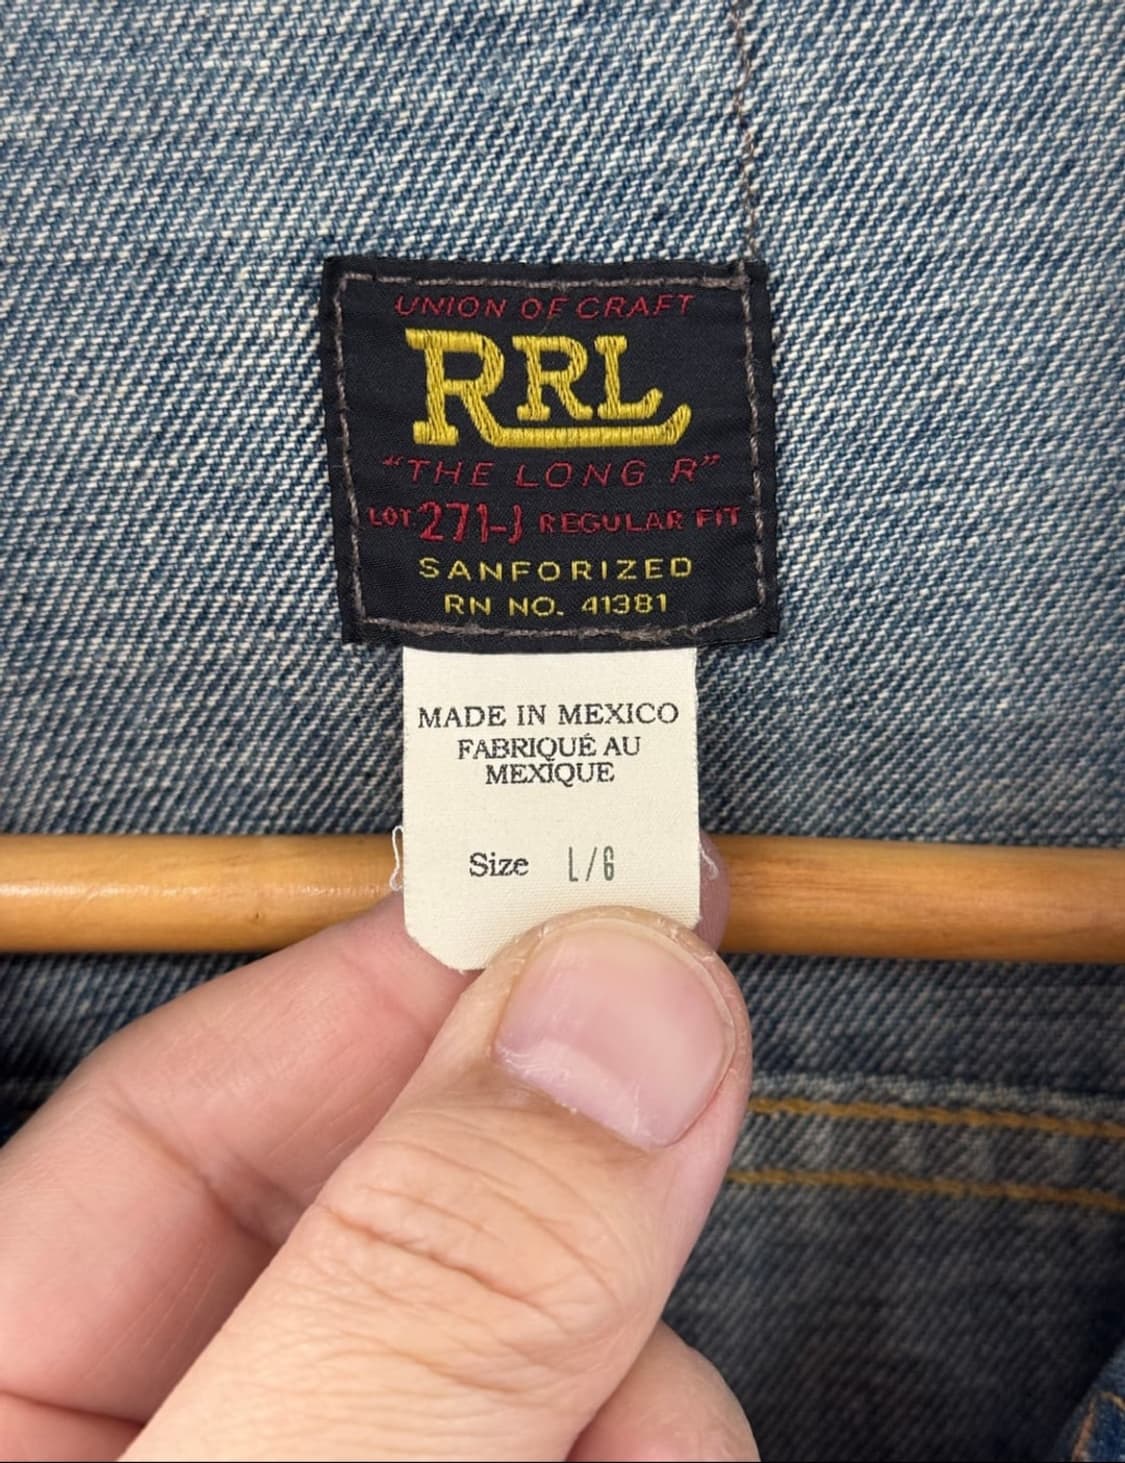 UNION OF CRAFT
RRL
"THE LONG R"
LOT 271-J REGULAR FIT
SANFORIZED
RN NO. 41381
MADE IN MEXICO
FABRIQUÉ AU
MEXIQUE
Size L/G